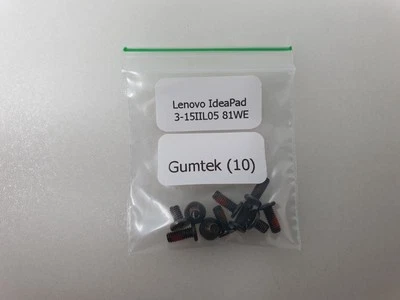 Lenovo IdeaPad
3-15IIL05 81WE
Gumtek (10)